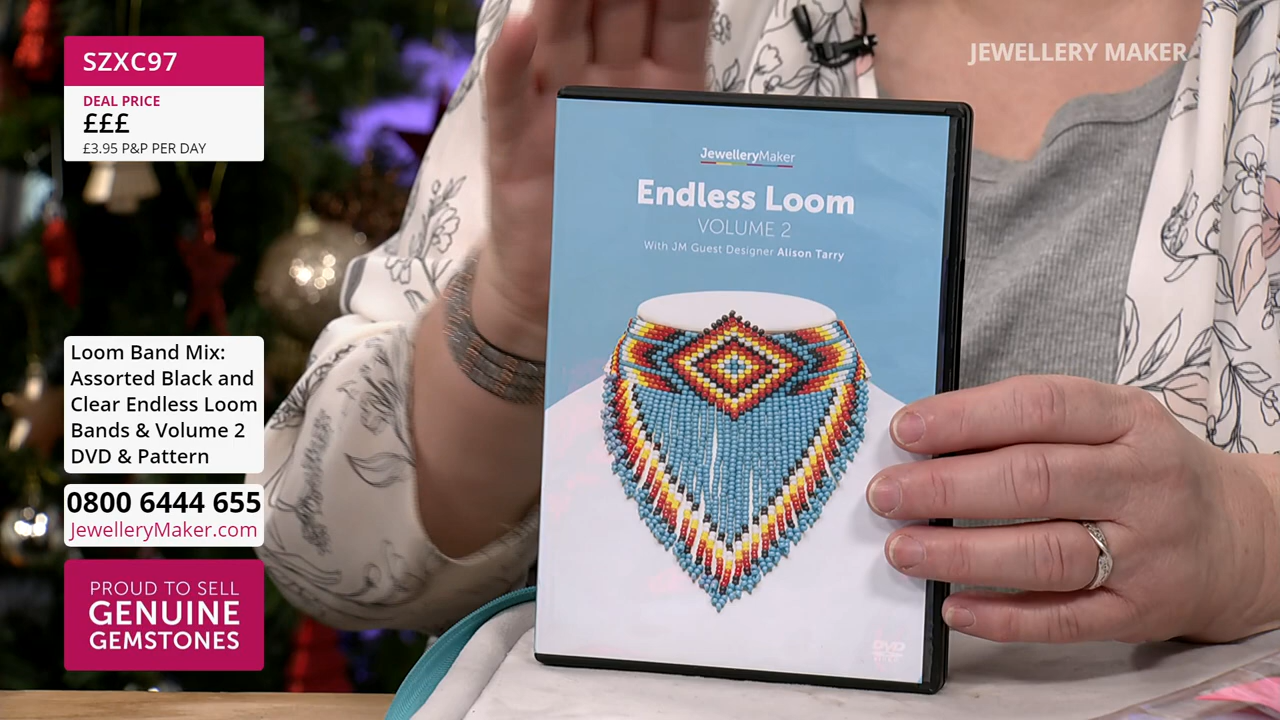 SZXC97
DEAL PRICE
£££
£3.95 P&P PER DAY
JEWELLERY MAKER
JewelleryMaker
Endless Loom
VOLUME 2
With JM Guest Designer Alison Tarry
Loom Band Mix:
Assorted Black and
Clear Endless Loom
Bands & Volume 2
DVD & Pattern
0800 6444 655
JewelleryMaker.com
PROUD TO SELL
GENUINE
GEMSTONES
DVD